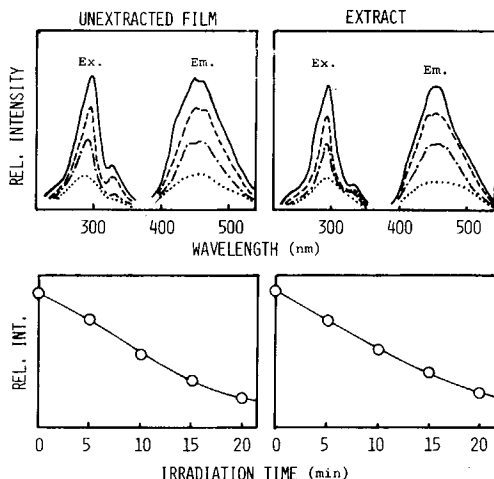 UNEXTRACTED FILM
EXTRACT
REL. INTENSITY
Ex.
Em.
Ex.
Em.
300
400
500
300
400
500
WAVELENGTH (nm)
REL. INT.
0
5
10
15
20
0
5
10
15
20
IRRADIATION TIME (min)